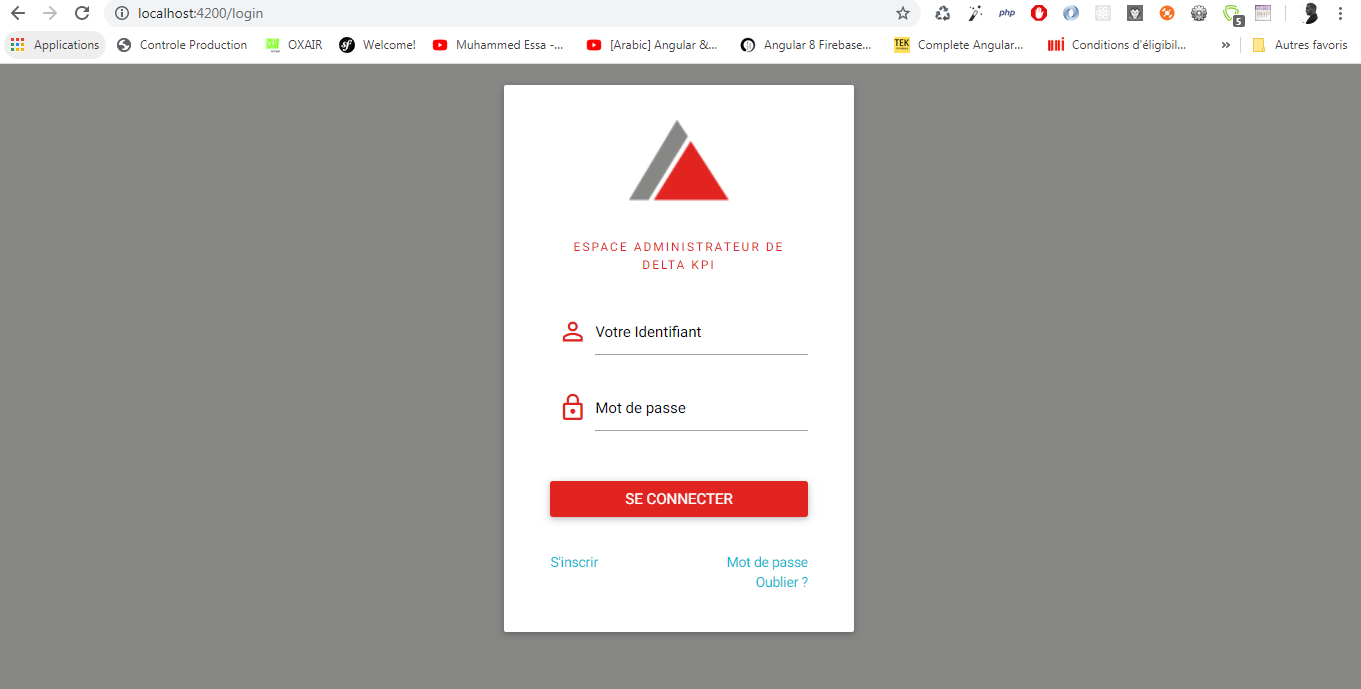 localhost:4200/login
php
5
Applications
Controle Production
OXAIR
Welcome!
Muhammed Essa -...
[Arabic] Angular &...
Angular 8 Firebase...
TEK
Complete Angular...
Conditions d'éligibil...
»
Autres favoris
ESPACE ADMINISTRATEUR DE
DELTA KPI
Votre Identifiant
Mot de passe
SE CONNECTER
S'inscrir
Mot de passe
Oublier ?